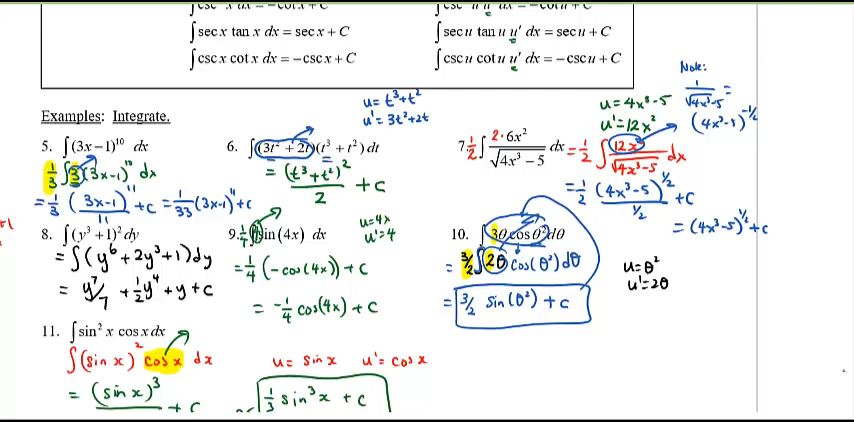 ∫sec x tan x dx = sec x + C
∫sec u tan u u' dx = sec u + C
∫csc x cot x dx = −csc x + C
∫csc u cot u u' dx = −csc u + C
Note:
1/√(4x³−5) =
(4x³−5)^(−1/2)
Examples: Integrate.
u = t³+t²
u' = 3t²+2t
u = 4x³−5
u' = 12x²
5. ∫(3x−1)¹⁰ dx
1/3 ∫3(3x−1)¹⁰ dx
= 1/3 (3x−1)¹¹/11 + C = 1/33 (3x−1)¹¹ + C
6. ∫(3t² + 2t)(t³ + t²) dt
= (t³+t²)²/2 + C
7. 1/2 ∫ 2·6x²/√(4x³−5) dx = 1/2 ∫ 12x²/√(4x³−5) dx
= 1/2 (4x³−5)^(1/2)/(1/2) + C
= (4x³−5)^(1/2) + C
8. ∫(y³+1)² dy
= ∫(y⁶ + 2y³ + 1)dy
= y⁷/7 + 1/2 y⁴ + y + C
9. 1/4 ∫4 sin(4x) dx
u = 4x
u' = 4
= 1/4 (−cos(4x)) + C
= −1/4 cos(4x) + C
10. ∫3θ cos θ² dθ
= 3/2 ∫2θ cos(θ²) dθ
= 3/2 sin(θ²) + C
u = θ²
u' = 2θ
11. ∫sin² x cos x dx
∫(sin x)² cos x dx
u = sin x u' = cos x
= (sin x)³ + C
1/3 sin³x + C